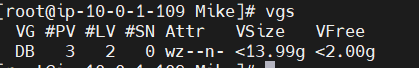 [root@ip-10-0-1-109 Mike]# vgs
VG #PV #LV #SN Attr VSize VFree
DB 3 2 0 wz--n- <13.99g <2.00g